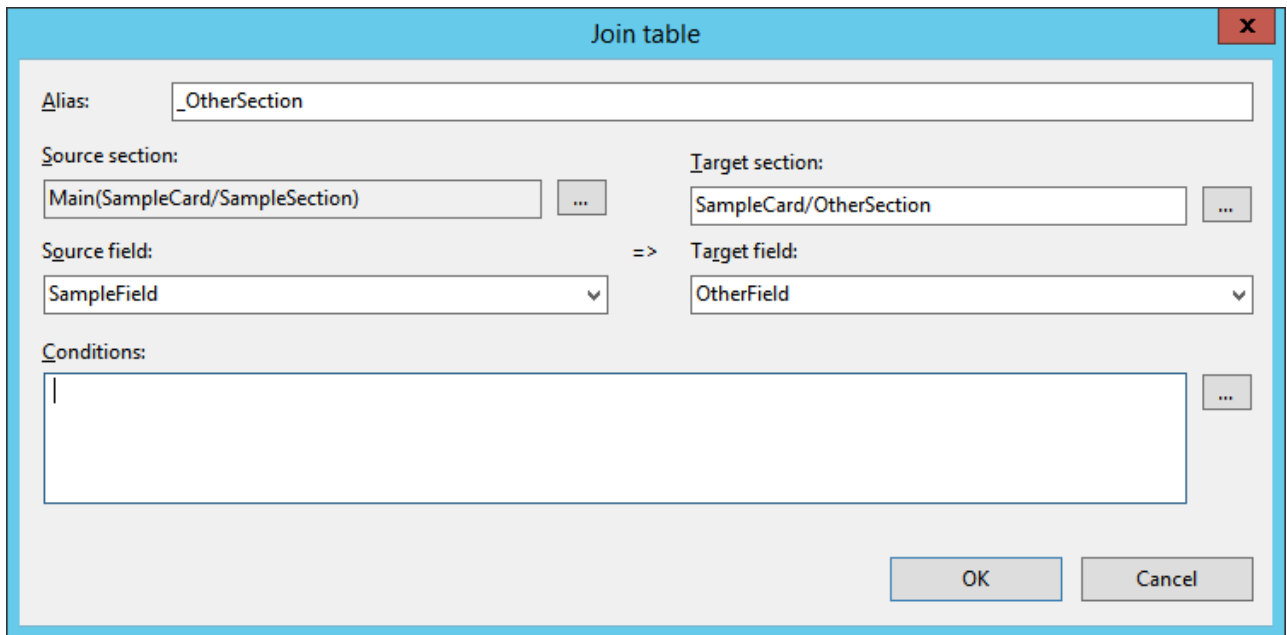 Join table
x
Alias: _OtherSection
Source section:
Main(SampleCard/SampleSection) ...
Target section:
SampleCard/OtherSection ...
Source field:
SampleField
=>
Target field:
OtherField
Conditions:
...
OK Cancel